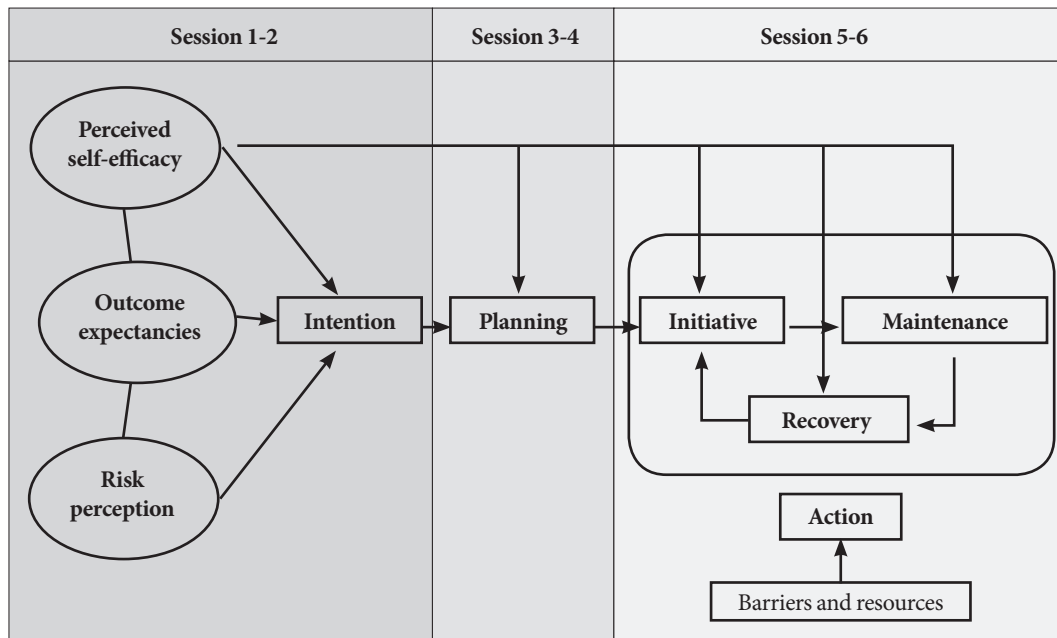 Session 1-2
Session 3-4
Session 5-6
Perceived
self-efficacy
Outcome
expectancies
Intention
Planning
Initiative
Maintenance
Recovery
Risk
perception
Action
Barriers and resources